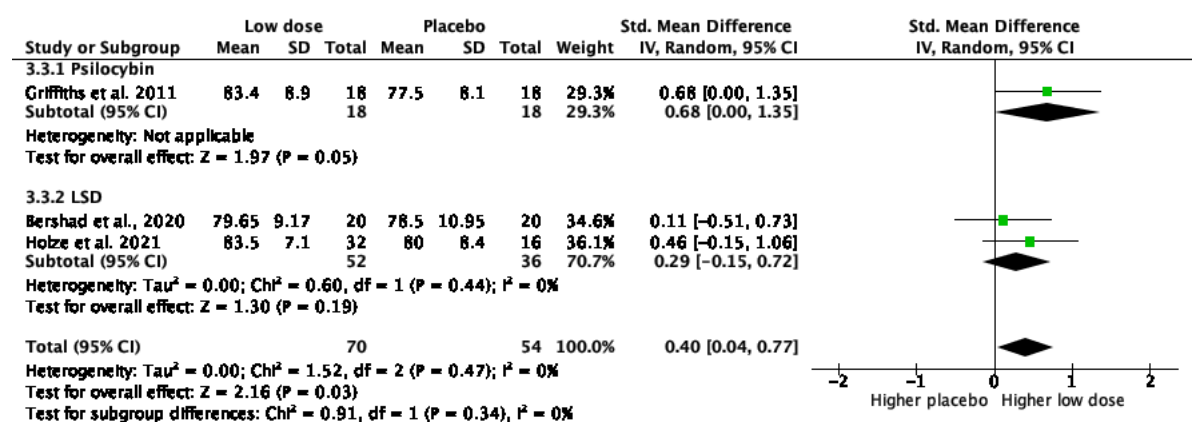 Low dose Placebo Std. Mean Difference Std. Mean Difference
Study or Subgroup Mean SD Total Mean SD Total Weight IV, Random, 95% CI IV, Random, 95% CI
3.3.1 Psilocybin
Griffiths et al. 2011 83.4 8.9 18 77.5 8.1 18 29.3% 0.68 [0.00, 1.35]
Subtotal (95% CI) 18 18 29.3% 0.68 [0.00, 1.35]
Heterogeneity: Not applicable
Test for overall effect: Z = 1.97 (P = 0.05)
3.3.2 LSD
Bershad et al., 2020 79.65 9.17 20 78.5 10.95 20 34.6% 0.11 [−0.51, 0.73]
Holze et al. 2021 83.5 7.1 32 80 8.4 16 36.1% 0.46 [−0.15, 1.06]
Subtotal (95% CI) 52 36 70.7% 0.29 [−0.15, 0.72]
Heterogeneity: Tau² = 0.00; Chi² = 0.60, df = 1 (P = 0.44); I² = 0%
Test for overall effect: Z = 1.30 (P = 0.19)
Total (95% CI) 70 54 100.0% 0.40 [0.04, 0.77]
Heterogeneity: Tau² = 0.00; Chi² = 1.52, df = 2 (P = 0.47); I² = 0%
Test for overall effect: Z = 2.16 (P = 0.03)
Test for subgroup differences: Chi² = 0.91, df = 1 (P = 0.34), I² = 0%
−2 −1 0 1 2
Higher placebo Higher low dose